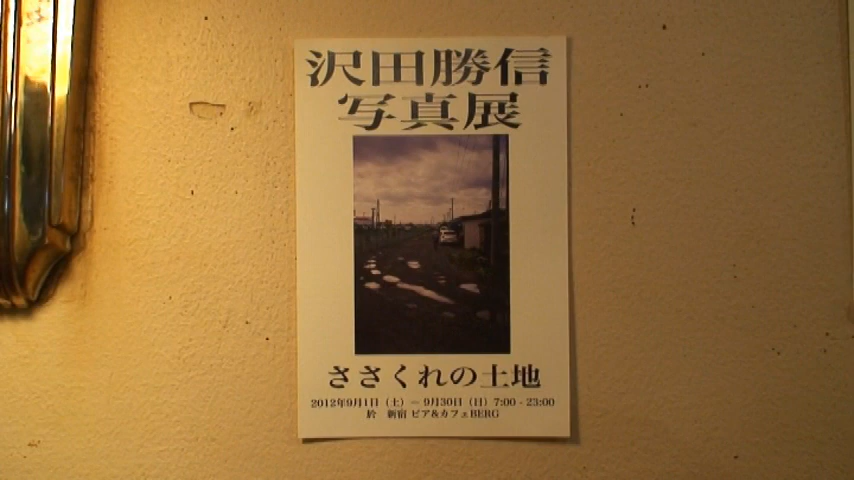 沢田勝信
写真展
ささくれの土地
2012年9月1日（土）— 9月30日（日）7:00 - 23:00
於　新宿 ビア&カフェBERG